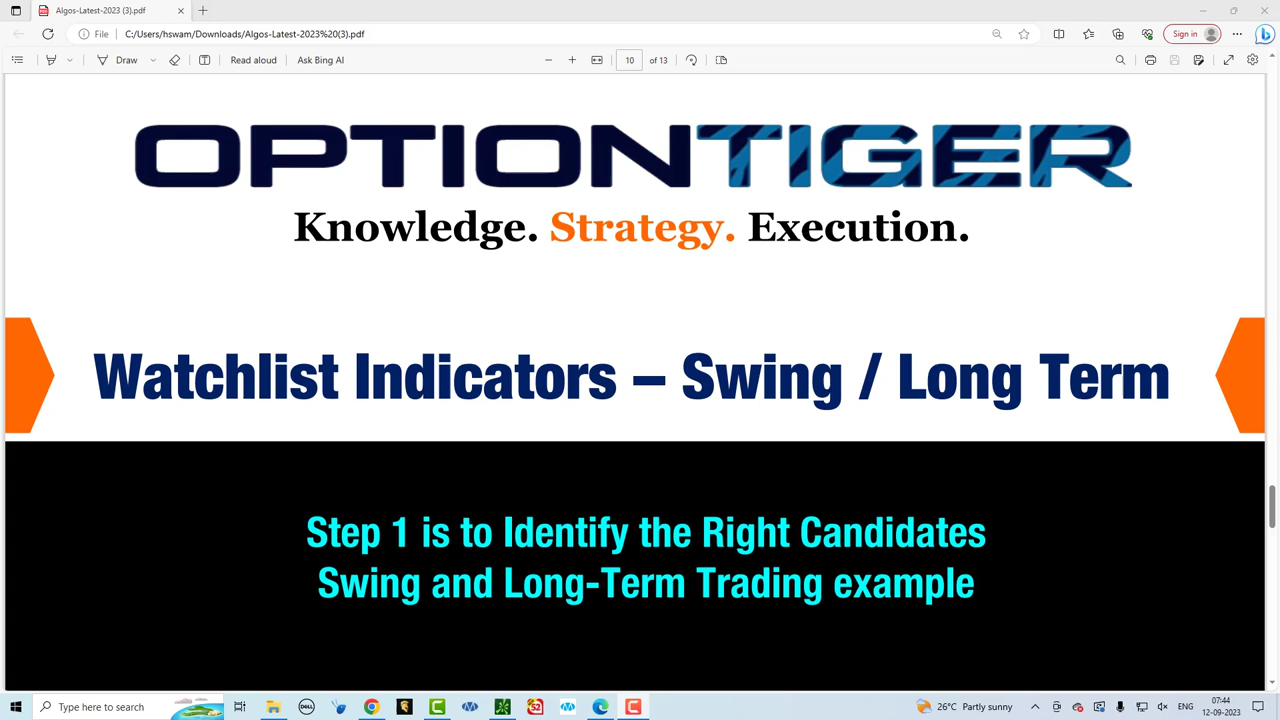 Algos-Latest-2023 (3).pdf
File
C:/Users/hswam/Downloads/Algos-Latest-2023%20(3).pdf
Sign in
Draw
Read aloud
Ask Bing AI
10
of 13
OPTIONTIGER
Knowledge. Strategy. Execution.
Watchlist Indicators – Swing / Long Term
Step 1 is to Identify the Right Candidates
Swing and Long-Term Trading example
Type here to search
DELL
52
26°C Partly sunny
ENG
07:44
12-09-2023